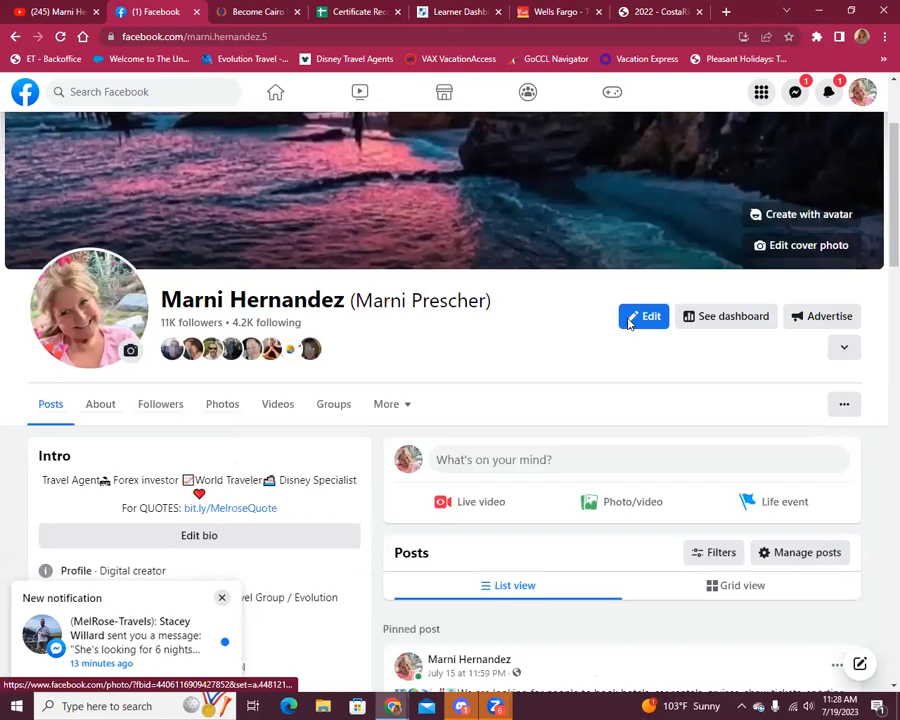 (245) Marni He
(1) Facebook
Become Cairo
Certificate Rec
Learner Dashb
Wells Fargo - T
2022 - CostaRi
facebook.com/marni.hernandez.5
ET - Backoffice
Welcome to The Un...
Evolution Travel -...
Disney Travel Agents
VAX VacationAccess
GoCCL Navigator
Vacation Express
Pleasant Holidays: T...
»
Search Facebook
1
1
Create with avatar
Edit cover photo
Marni Hernandez (Marni Prescher)
11K followers • 4.2K following
Edit
See dashboard
Advertise
Posts
About
Followers
Photos
Videos
Groups
More
Intro
Travel Agent🛵 Forex investor 📈World Traveler🛳 Disney Specialist
❤
For QUOTES: bit.ly/MelroseQuote
Edit bio
Profile · Digital creator
vel Group / Evolution
el
What's on your mind?
Live video
Photo/video
Life event
Posts
Filters
Manage posts
List view
Grid view
Pinned post
Marni Hernandez
July 15 at 11:59 PM ·
New notification
(MelRose-Travels): Stacey
Willard sent you a message:
"She's looking for 6 nights...
13 minutes ago
https://www.facebook.com/photo/?fbid=4406116909427852&set=a.448121...
Type here to search
103°F Sunny
11:28 AM
7/19/2023